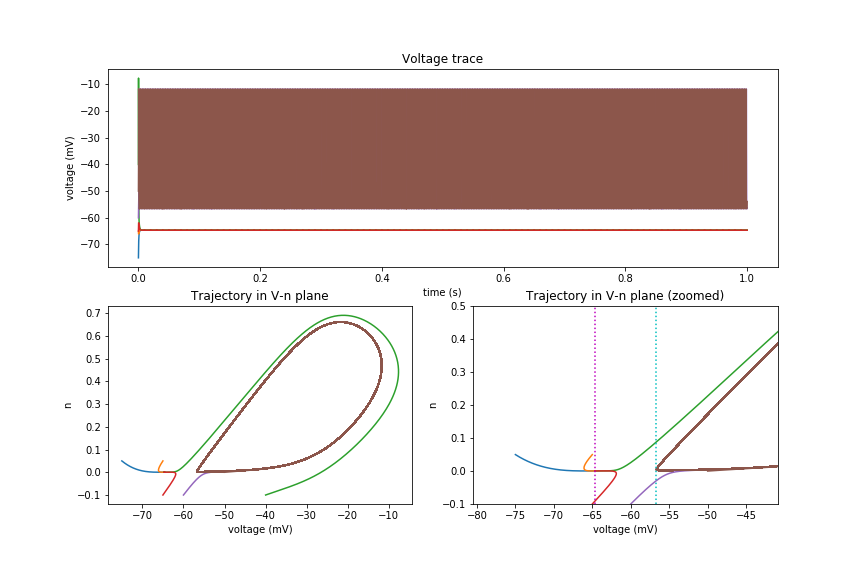 Voltage trace
−10
−20
−30
−40
−50
−60
−70
voltage (mV)
0.0 0.2 0.4 0.6 0.8 1.0
time (s)
Trajectory in V-n plane
0.7
0.6
0.5
0.4
0.3
0.2
0.1
0.0
−0.1
n
−70 −60 −50 −40 −30 −20 −10
voltage (mV)
Trajectory in V-n plane (zoomed)
0.5
0.4
0.3
0.2
0.1
0.0
−0.1
n
−80 −75 −70 −65 −60 −55 −50 −45
voltage (mV)